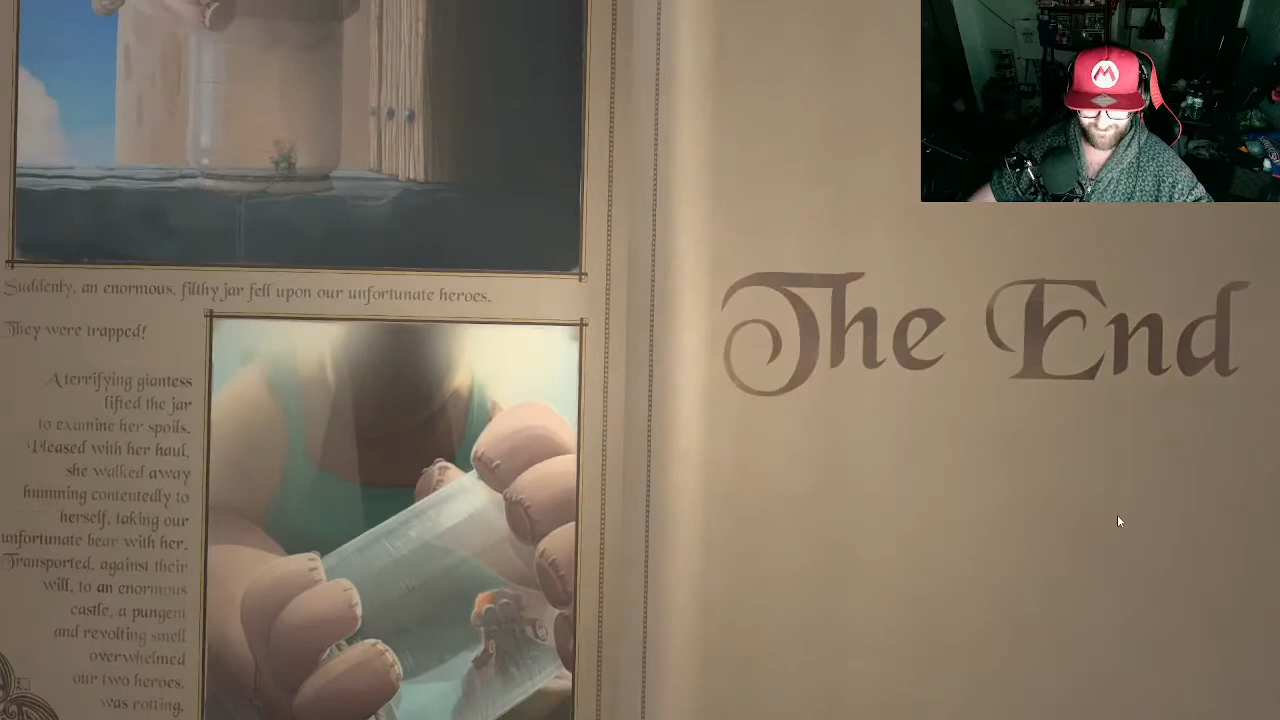 Suddenly, an enormous, filthy jar fell upon our unfortunate heroes.
They were trapped!
A terrifying giantess
lifted the jar
to examine her spoils.
Pleased with her haul,
she walked away
humming contentedly to
herself, taking our
unfortunate hear with her.
Transported, against their
will, to an enormous
castle, a pungent
and revolting smell
overwhelmed
our two heroes.
was rotting.
The End
M